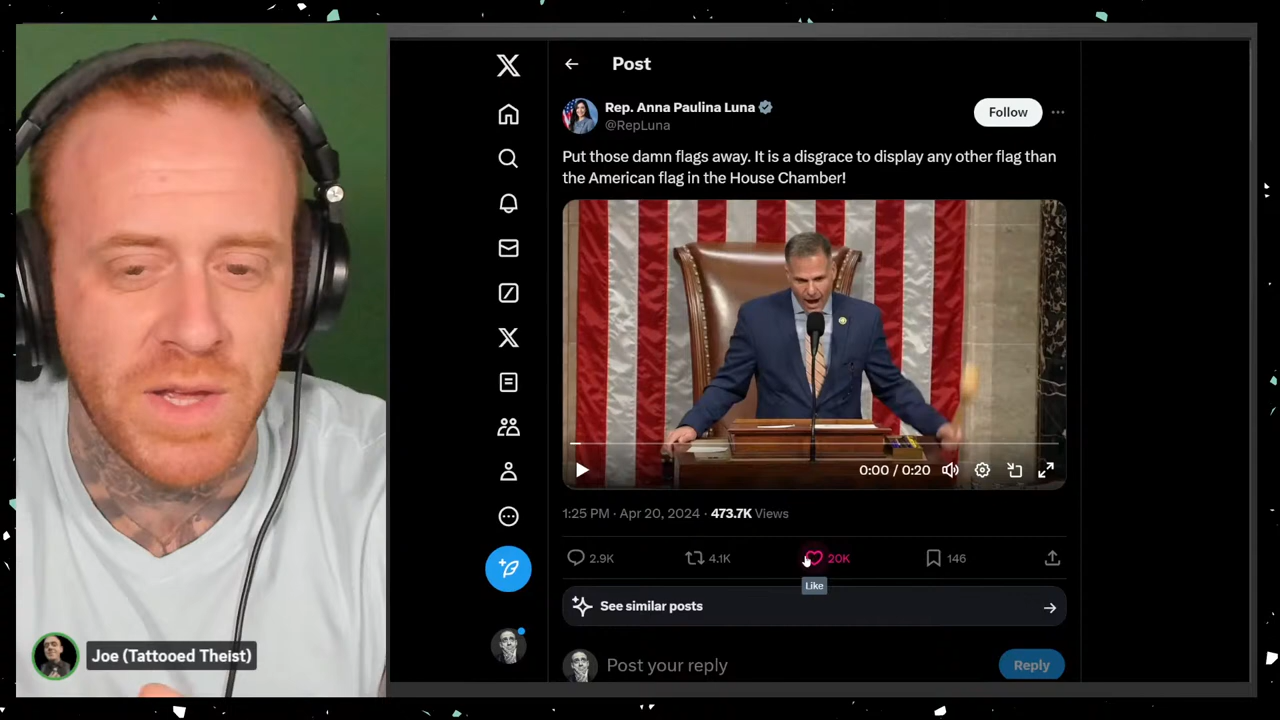 Post
Rep. Anna Paulina Luna
@RepLuna
Follow
Put those damn flags away. It is a disgrace to display any other flag than
the American flag in the House Chamber!
0:00 / 0:20
1:25 PM · Apr 20, 2024 · 473.7K Views
2.9K 4.1K 20K 146
Like
See similar posts
Post your reply
Reply
Joe (Tattooed Theist)